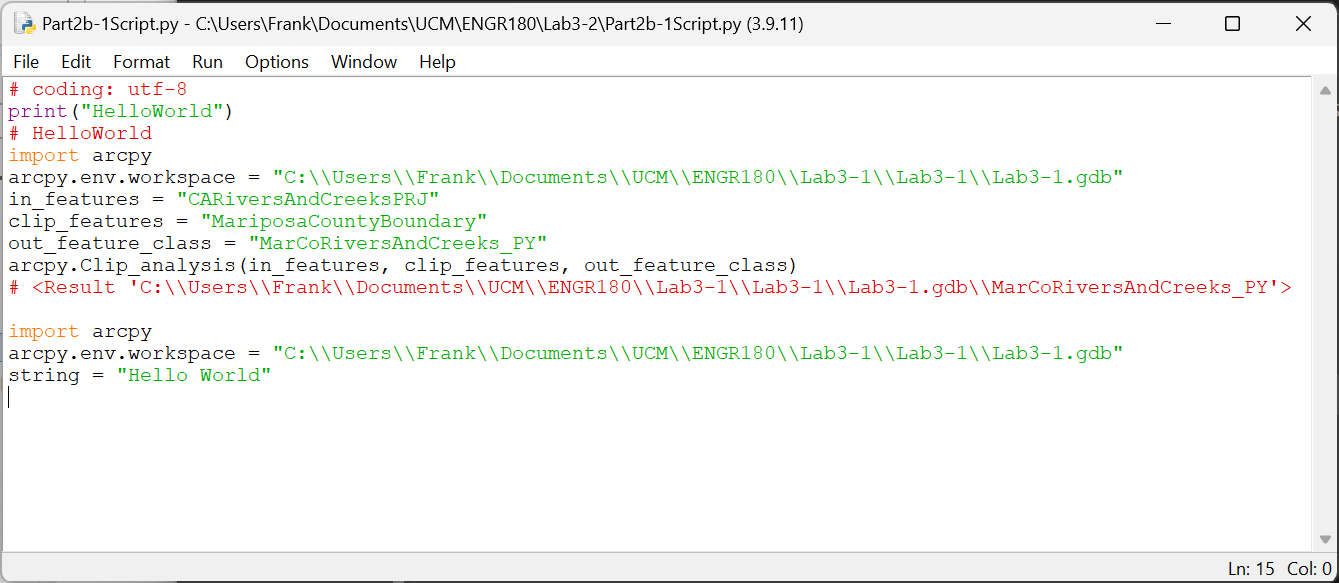 Part2b-1Script.py - C:\Users\Frank\Documents\UCM\ENGR180\Lab3-2\Part2b-1Script.py (3.9.11)
File Edit Format Run Options Window Help
# coding: utf-8
print("HelloWorld")
# HelloWorld
import arcpy
arcpy.env.workspace = "C:\\Users\\Frank\\Documents\\UCM\\ENGR180\\Lab3-1\\Lab3-1\\Lab3-1.gdb"
in_features = "CARiversAndCreeksPRJ"
clip_features = "MariposaCountyBoundary"
out_feature_class = "MarCoRiversAndCreeks_PY"
arcpy.Clip_analysis(in_features, clip_features, out_feature_class)
# <Result 'C:\\Users\\Frank\\Documents\\UCM\\ENGR180\\Lab3-1\\Lab3-1\\Lab3-1.gdb\\MarCoRiversAndCreeks_PY'>
import arcpy
arcpy.env.workspace = "C:\\Users\\Frank\\Documents\\UCM\\ENGR180\\Lab3-1\\Lab3-1\\Lab3-1.gdb"
string = "Hello World"
Ln: 15 Col: 0